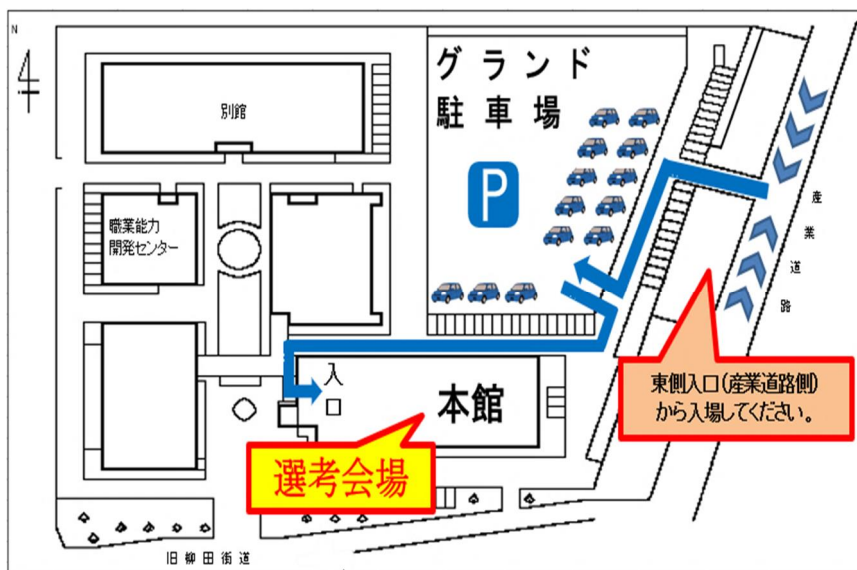 N
別館
グランド
駐車場
P
職業能力
開発センター
産業道路
入口
本館
東側入口(産業道路側)
から入場してください。
選考会場
旧柳田街道